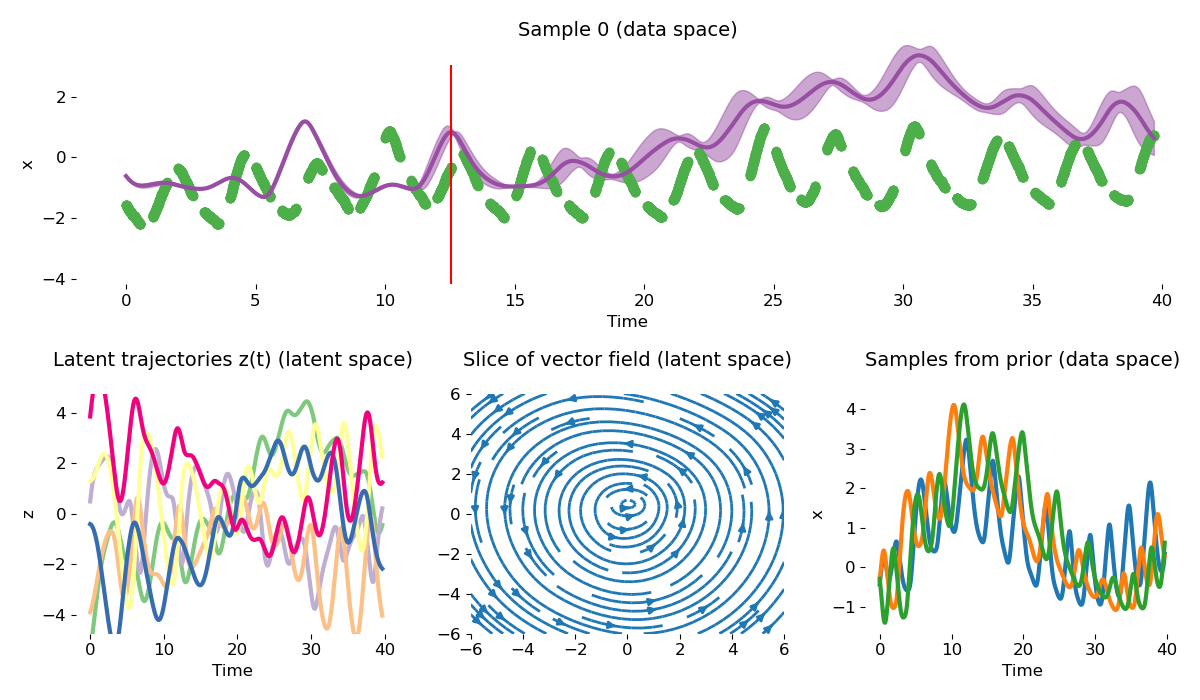 Sample 0 (data space)
x
2
0
−2
−4
0 5 10 15 20 25 30 35 40
Time
Latent trajectories z(t) (latent space)
z
4
2
0
−2
−4
0 10 20 30 40
Time
Slice of vector field (latent space)
6
4
2
0
−2
−4
−6
−6 −4 −2 0 2 4 6
Samples from prior (data space)
x
4
3
2
1
0
−1
0 10 20 30 40
Time